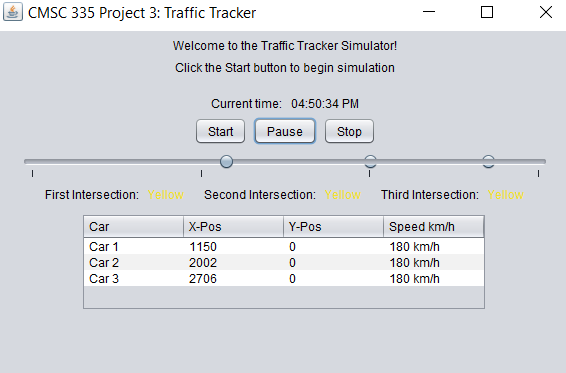 CMSC 335 Project 3: Traffic Tracker
Welcome to the Traffic Tracker Simulator!
Click the Start button to begin simulation
Current time: 04:50:34 PM
Start Pause Stop
First Intersection: Yellow Second Intersection: Yellow Third Intersection: Yellow
Car X-Pos Y-Pos Speed km/h
Car 1 1150 0 180 km/h
Car 2 2002 0 180 km/h
Car 3 2706 0 180 km/h